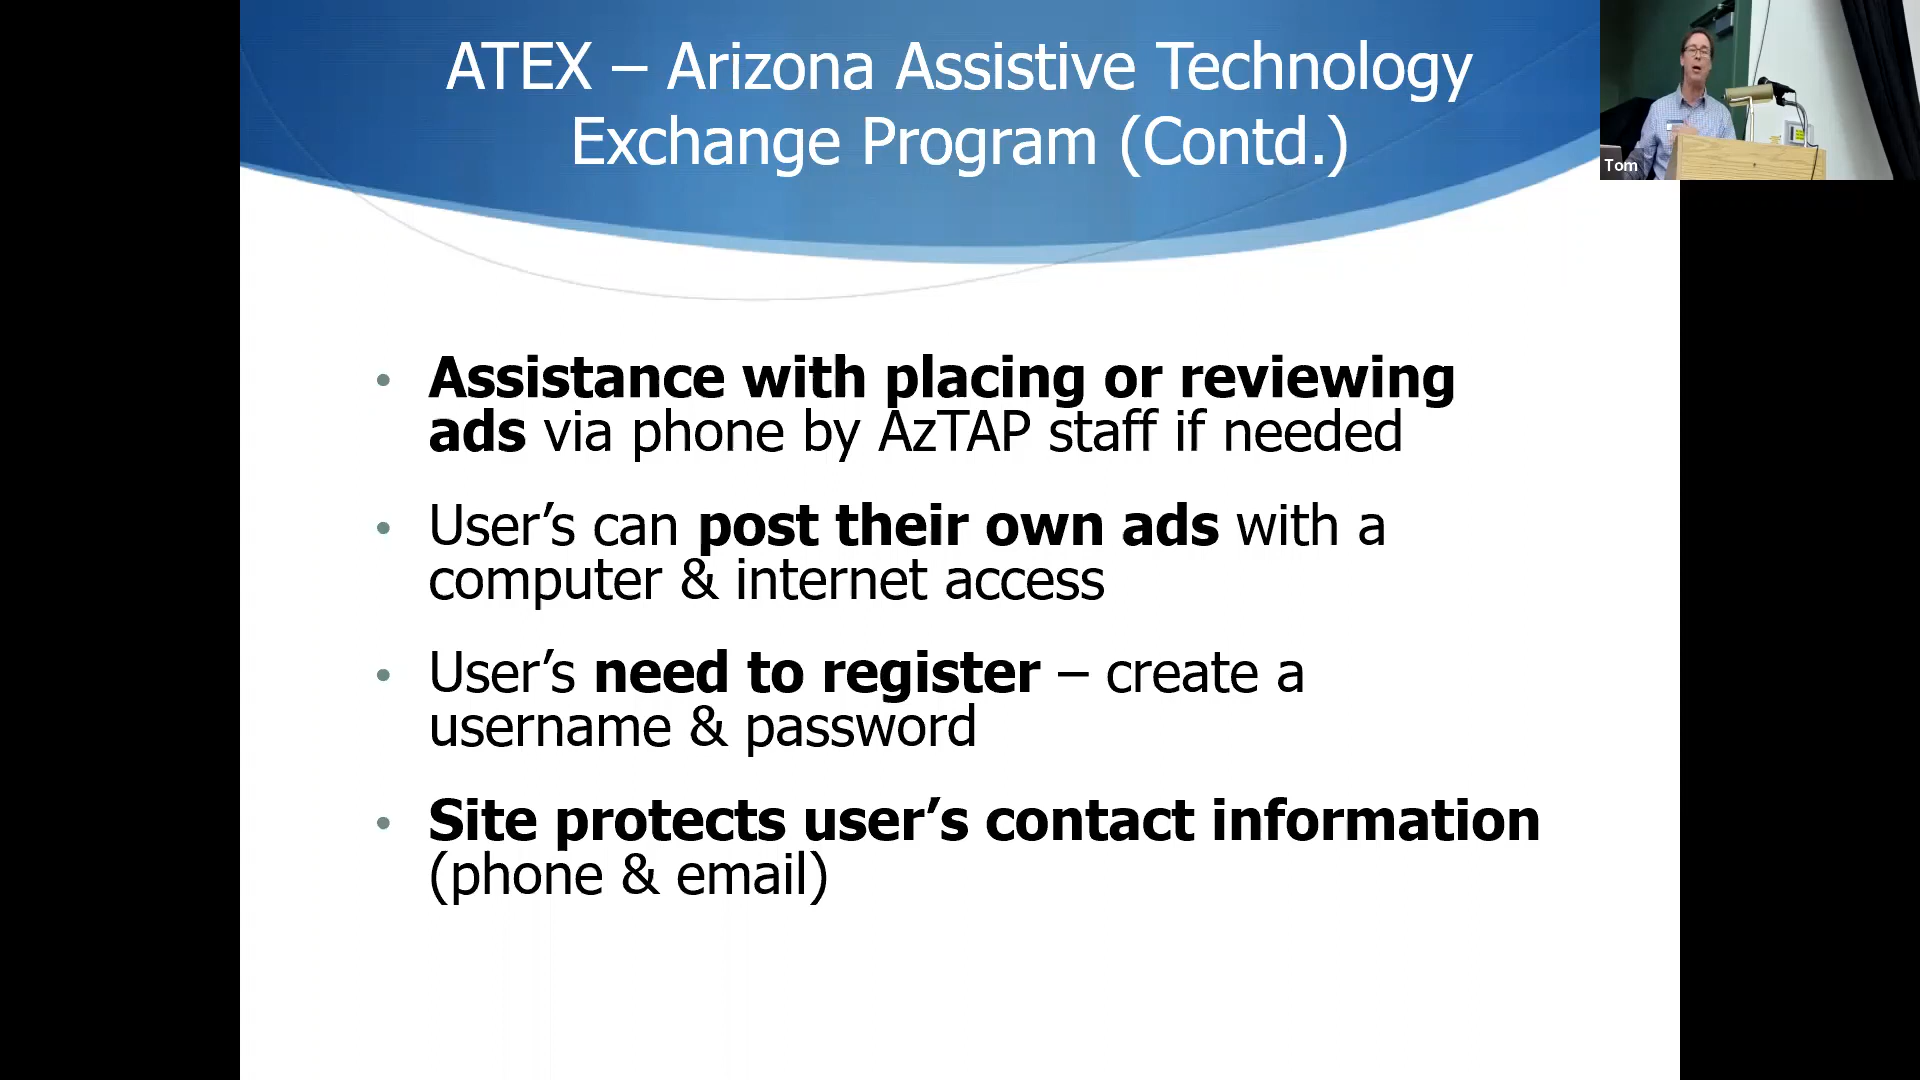 ATEX – Arizona Assistive Technology
Exchange Program (Contd.)
Tom
• Assistance with placing or reviewing
ads via phone by AzTAP staff if needed
• User’s can post their own ads with a
computer & internet access
• User’s need to register – create a
username & password
• Site protects user’s contact information
(phone & email)